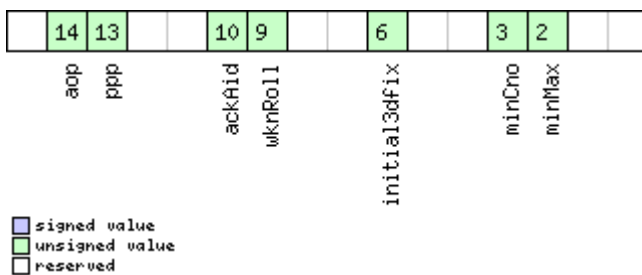 14 13 10 9 6 3 2
aop
ppp
ackAid
wknRoll
initial3dfix
minCno
minMax
signed value
unsigned value
reserved